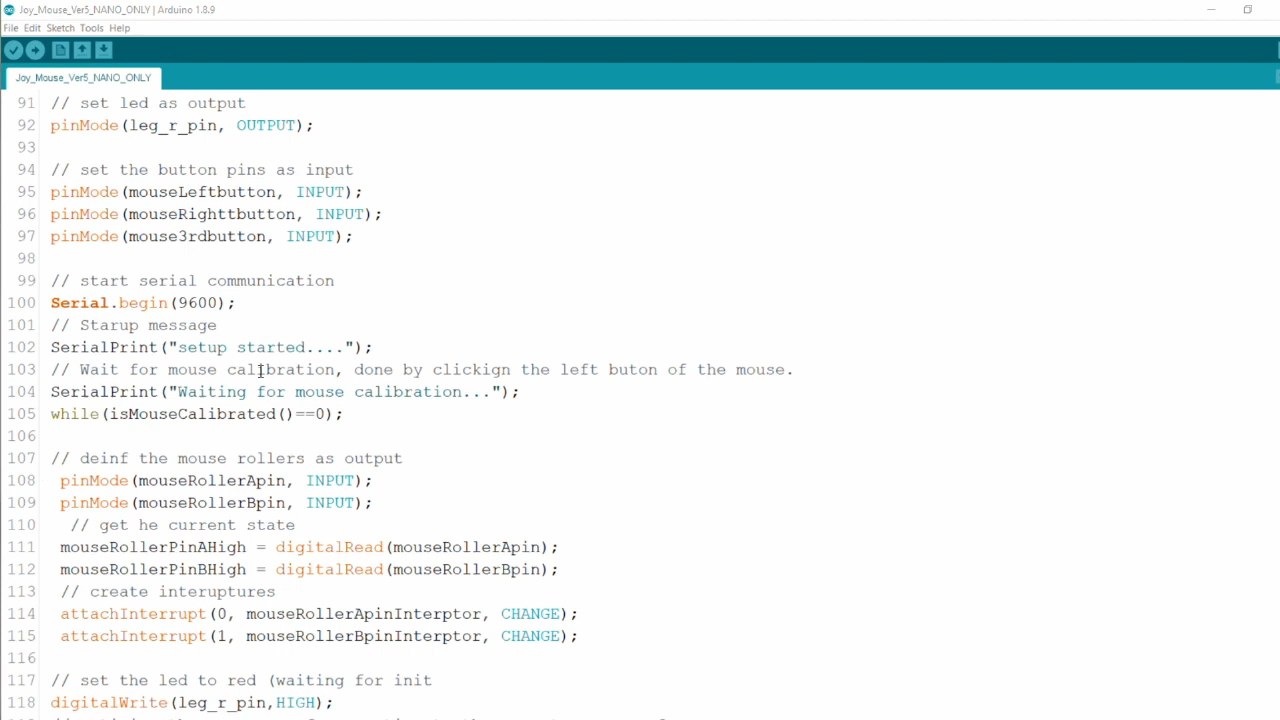 Joy_Mouse_Ver5_NANO_ONLY | Arduino 1.8.9
File Edit Sketch Tools Help
Joy_Mouse_Ver5_NANO_ONLY
91 // set led as output
92 pinMode(leg_r_pin, OUTPUT);
93
94 // set the button pins as input
95 pinMode(mouseLeftbutton, INPUT);
96 pinMode(mouseRighttbutton, INPUT);
97 pinMode(mouse3rdbutton, INPUT);
98
99 // start serial communication
100 Serial.begin(9600);
101 // Starup message
102 SerialPrint("setup started....");
103 // Wait for mouse calibration, done by clickign the left buton of the mouse.
104 SerialPrint("Waiting for mouse calibration...");
105 while(isMouseCalibrated()==0);
106
107 // deinf the mouse rollers as output
108 pinMode(mouseRollerApin, INPUT);
109 pinMode(mouseRollerBpin, INPUT);
110 // get he current state
111 mouseRollerPinAHigh = digitalRead(mouseRollerApin);
112 mouseRollerPinBHigh = digitalRead(mouseRollerBpin);
113 // create interuptures
114 attachInterrupt(0, mouseRollerApinInterptor, CHANGE);
115 attachInterrupt(1, mouseRollerBpinInterptor, CHANGE);
116
117 // set the led to red (waiting for init
118 digitalWrite(leg_r_pin,HIGH);